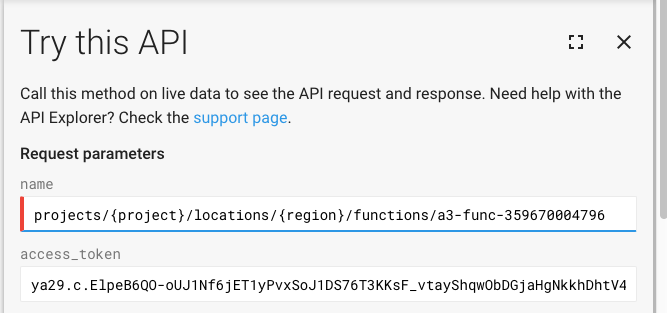 Try this API
Call this method on live data to see the API request and response. Need help with the
API Explorer? Check the support page.
Request parameters
name
projects/{project}/locations/{region}/functions/a3-func-359670004796
access_token
ya29.c.ElpeB6QO-oUJ1Nf6jET1yPvxSoJ1DS76T3KKsF_vtayShqwObDGjaHgNkkhDhtV4